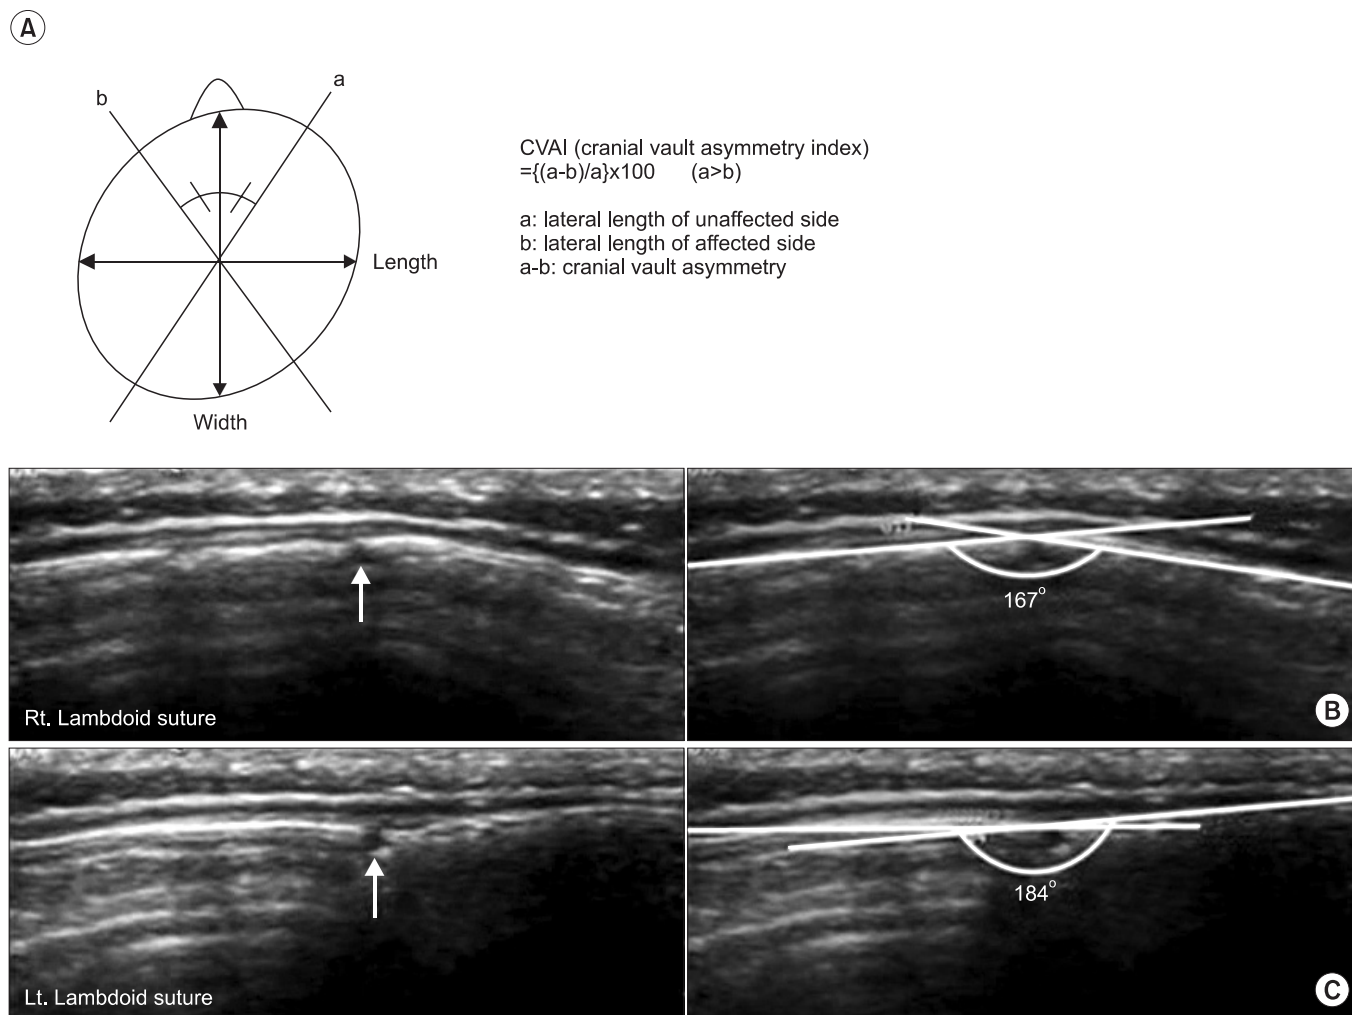 A
b
a
Length
Width
CVAI (cranial vault asymmetry index)
={(a-b)/a}x100 (a>b)
a: lateral length of unaffected side
b: lateral length of affected side
a-b: cranial vault asymmetry
167°
Rt. Lambdoid suture
B
184°
Lt. Lambdoid suture
C